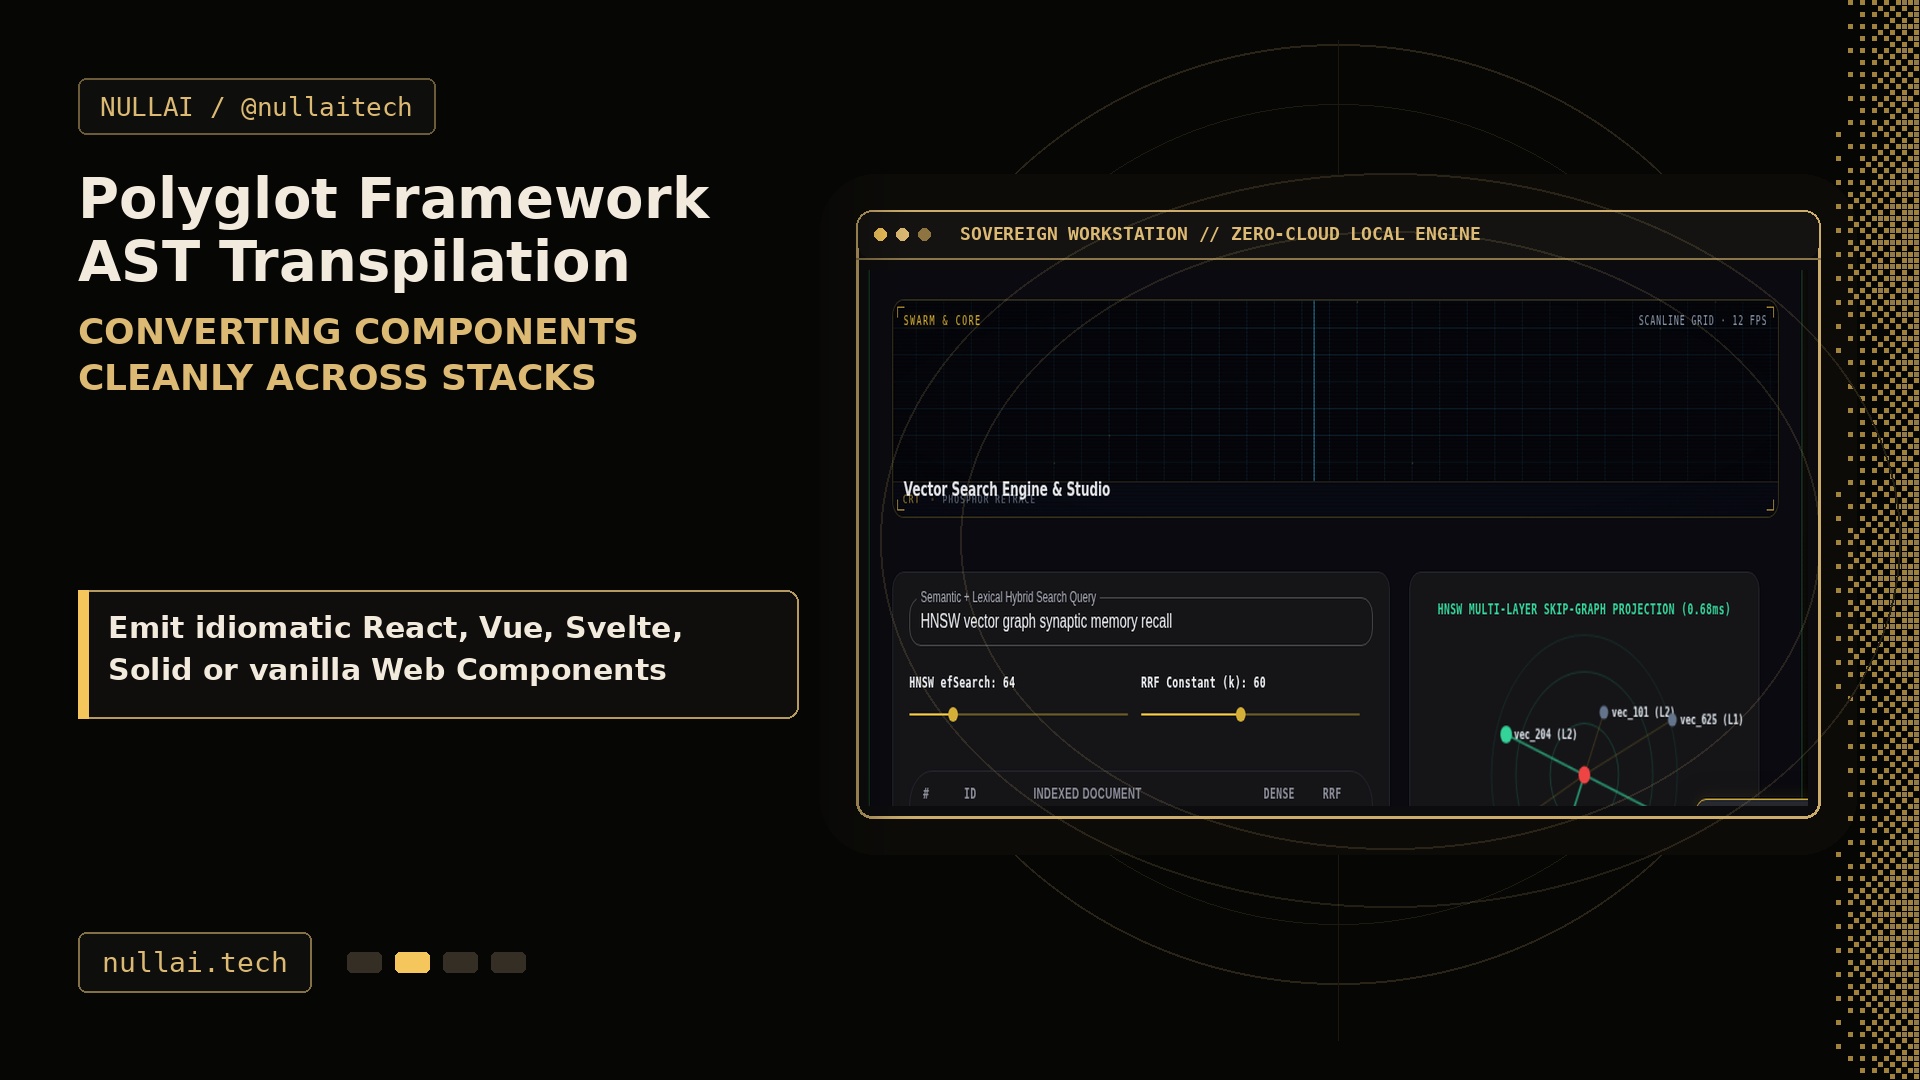 NULLAI / @nullaitech
Polyglot Framework
AST Transpilation
CONVERTING COMPONENTS
CLEANLY ACROSS STACKS
Emit idiomatic React, Vue, Svelte,
Solid or vanilla Web Components
nullai.tech
SOVEREIGN WORKSTATION // ZERO-CLOUD LOCAL ENGINE
SWARM & CORE
SCANLINE GRID · 12 FPS
Vector Search Engine & Studio
CRT · PHOSPHOR RETRACE
Semantic + Lexical Hybrid Search Query
HNSW vector graph synaptic memory recall
HNSW efSearch: 64
RRF Constant (k): 60
# ID INDEXED DOCUMENT DENSE RRF
HNSW MULTI-LAYER SKIP-GRAPH PROJECTION (0.68ms)
vec_101 (L2)
vec_625 (L1)
vec_204 (L2)